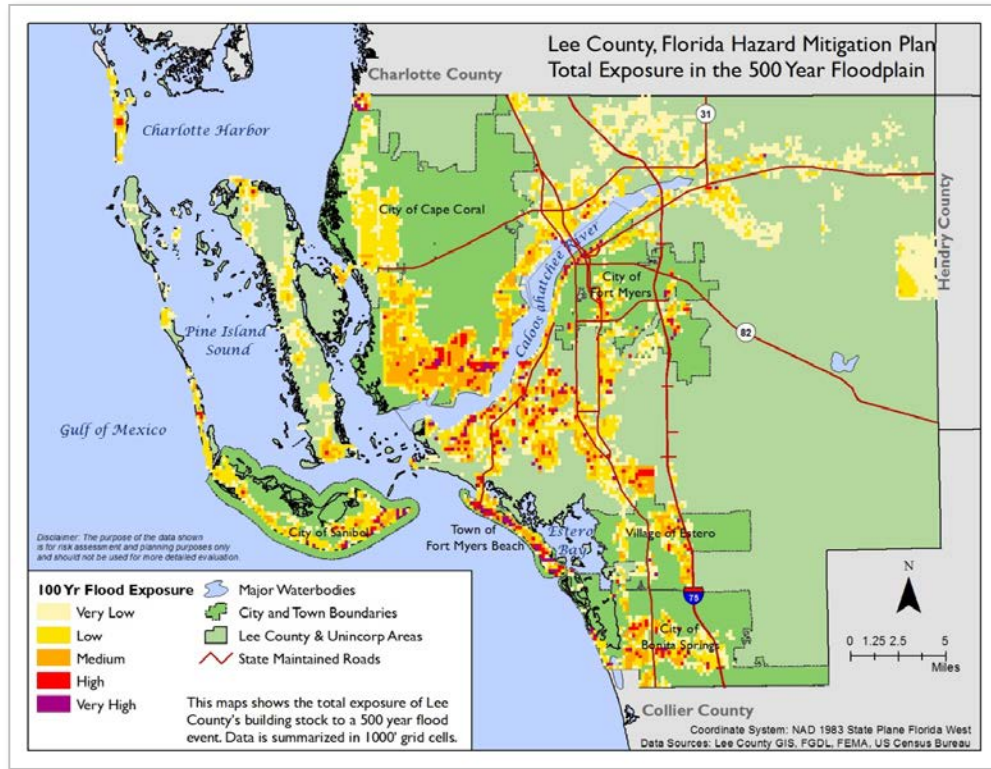 Lee County, Florida Hazard Mitigation Plan
Total Exposure in the 500 Year Floodplain
Charlotte County
Charlotte Harbor
31
City of Cape Coral
Hendry County
Caloosahatchee River
City of
Fort Myers
82
Pine Island
Sound
Gulf of Mexico
City of Sanibel
Town of
Fort Myers Beach
Estero
Bay
Village of Estero
75
City of
Bonita Springs
Disclaimer: The purpose of the data shown
is for risk assessment and planning purposes only
and should not be used for more detailed evaluation.
100 Yr Flood Exposure
Very Low
Low
Medium
High
Very High
Major Waterbodies
City and Town Boundaries
Lee County & Unincorp Areas
State Maintained Roads
This maps shows the total exposure of Lee
County's building stock to a 500 year flood
event. Data is summarized in 1000' grid cells.
N
0 1.25 2.5 5
Miles
Collier County
Coordinate System: NAD 1983 State Plane Florida West
Data Sources: Lee County GIS, FGDL, FEMA, US Census Bureau